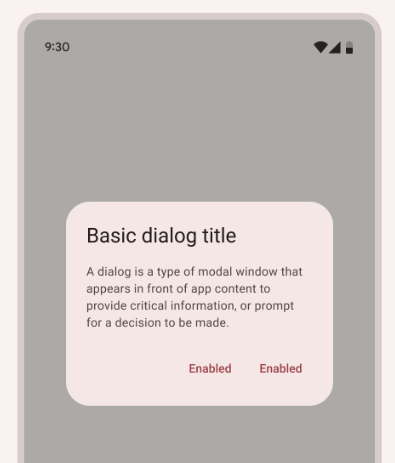 9:30
Basic dialog title
A dialog is a type of modal window that
appears in front of app content to
provide critical information, or prompt
for a decision to be made.
Enabled Enabled